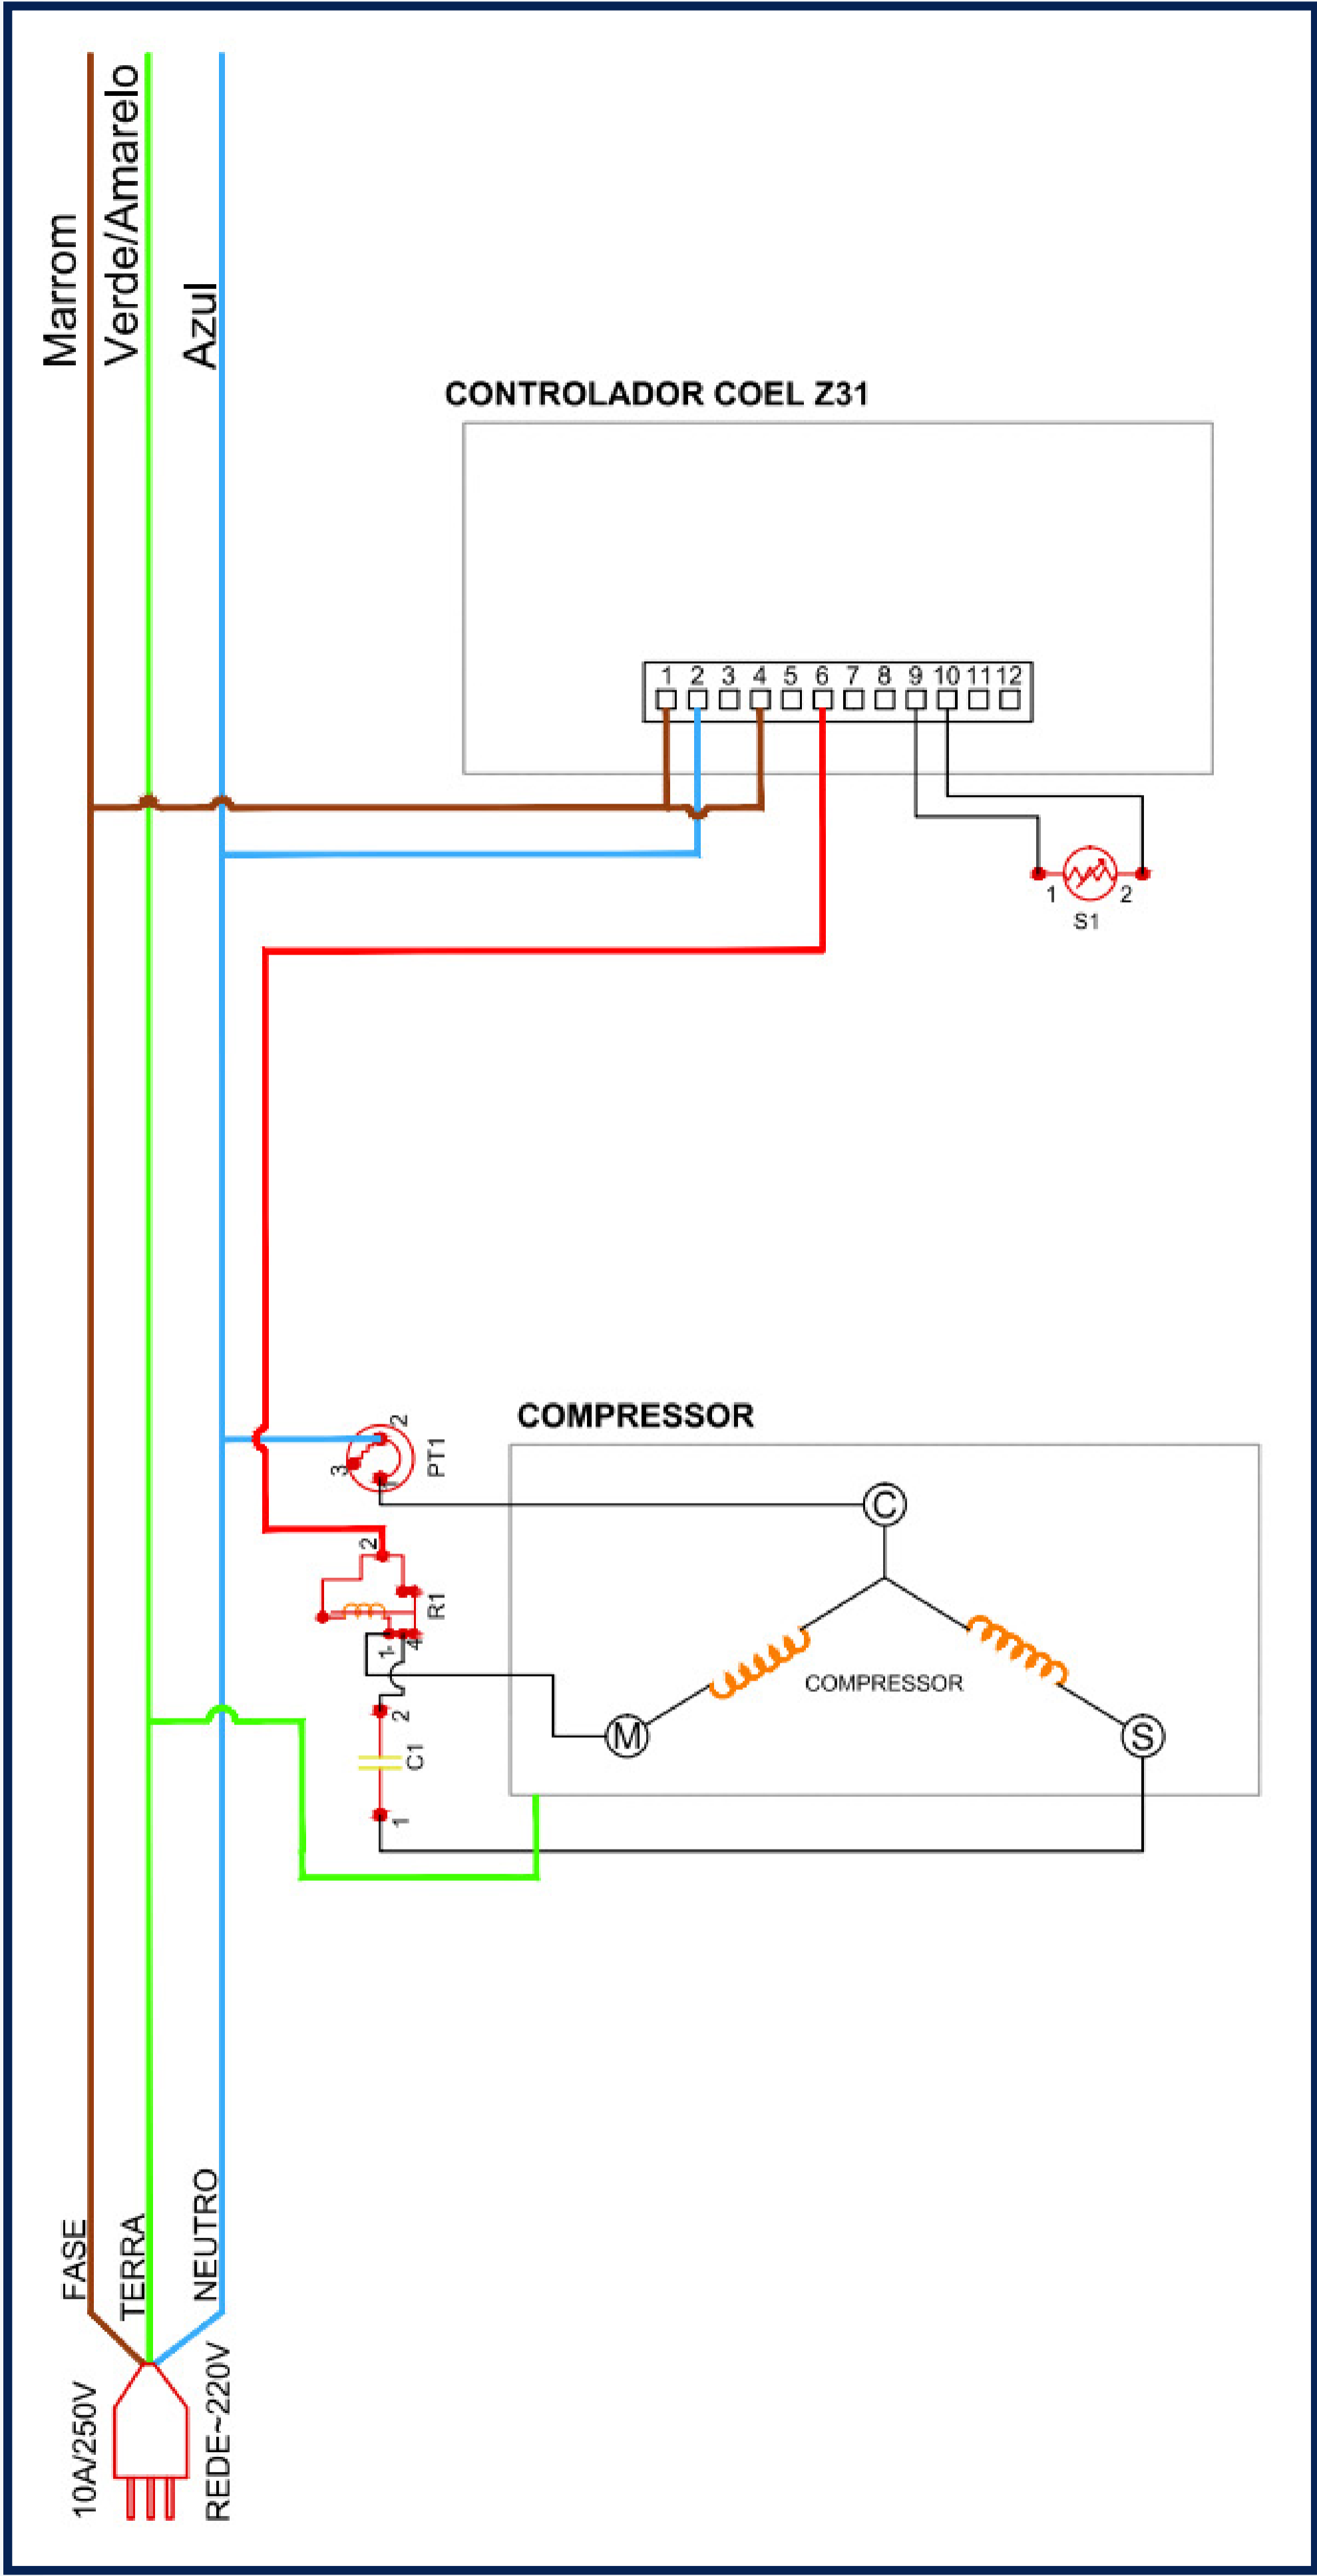 Marrom
Verde/Amarelo
Azul
CONTROLADOR COEL Z31
1 2 3 4 5 6 7 8 9 10 11 12
1 2
S1
COMPRESSOR
2
3
1
PT1
C
2
R1
1
4
COMPRESSOR
M
S
2
C1
1
FASE
TERRA
NEUTRO
10A/250V
REDE~220V